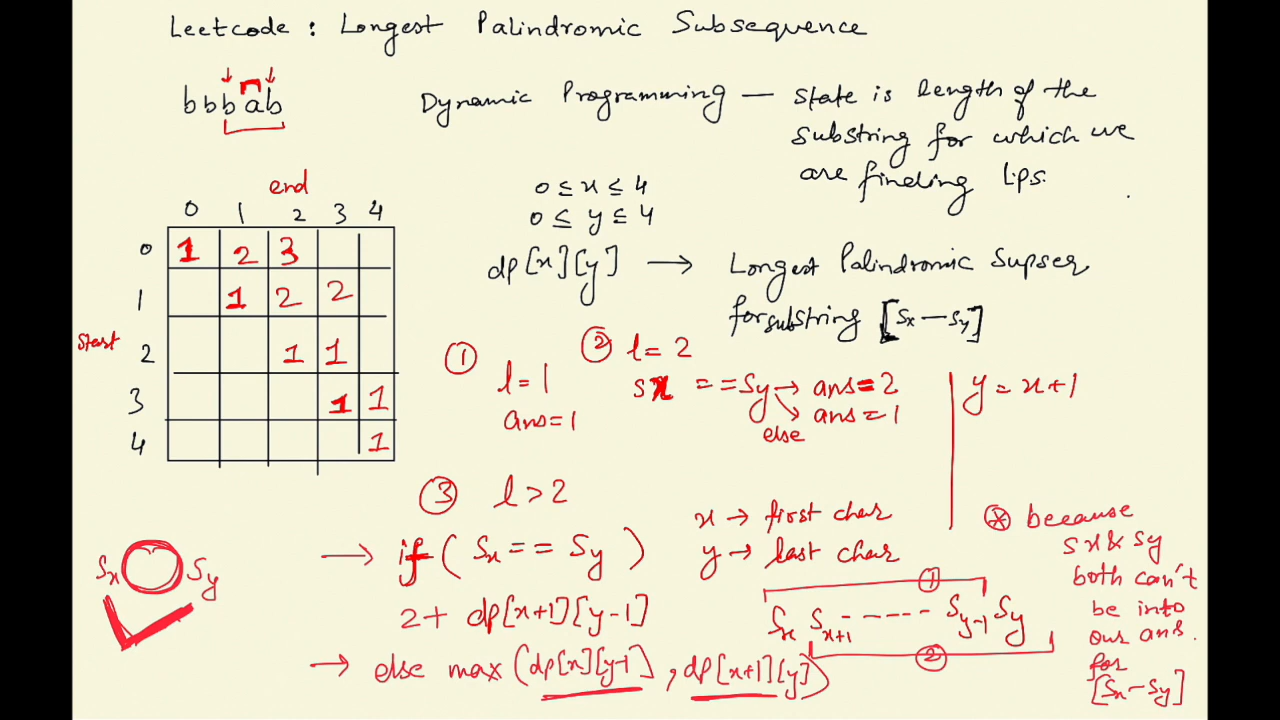 Leetcode : Longest Palindromic Subsequence
bbbab
Dynamic Programming — state is length of the
substring for which we
are finding lps.
end
0 1 2 3 4
0 1 2 3
1 1 2 2
start 2 1 1
3 1 1
4 1
0 ≤ x ≤ 4
0 ≤ y ≤ 4
dp[x][y] → Longest Palindromic Supseq
for substring [Sx — Sy]
① l = 1
ans = 1
② l = 2
sx == Sy → ans = 2
ans = 1
else
y = x+1
③ l > 2
x → first char
y → last char
→ if ( Sx == Sy )
2 + dp[x+1][y-1]
→ else max (dp[x][y-1], dp[x+1][y])
Sx Sy
①
Sx Sx+1 ------ Sy-1 Sy
②
* because
sx & sy
both can't
be into
our ans.
for
[Sx – Sy]